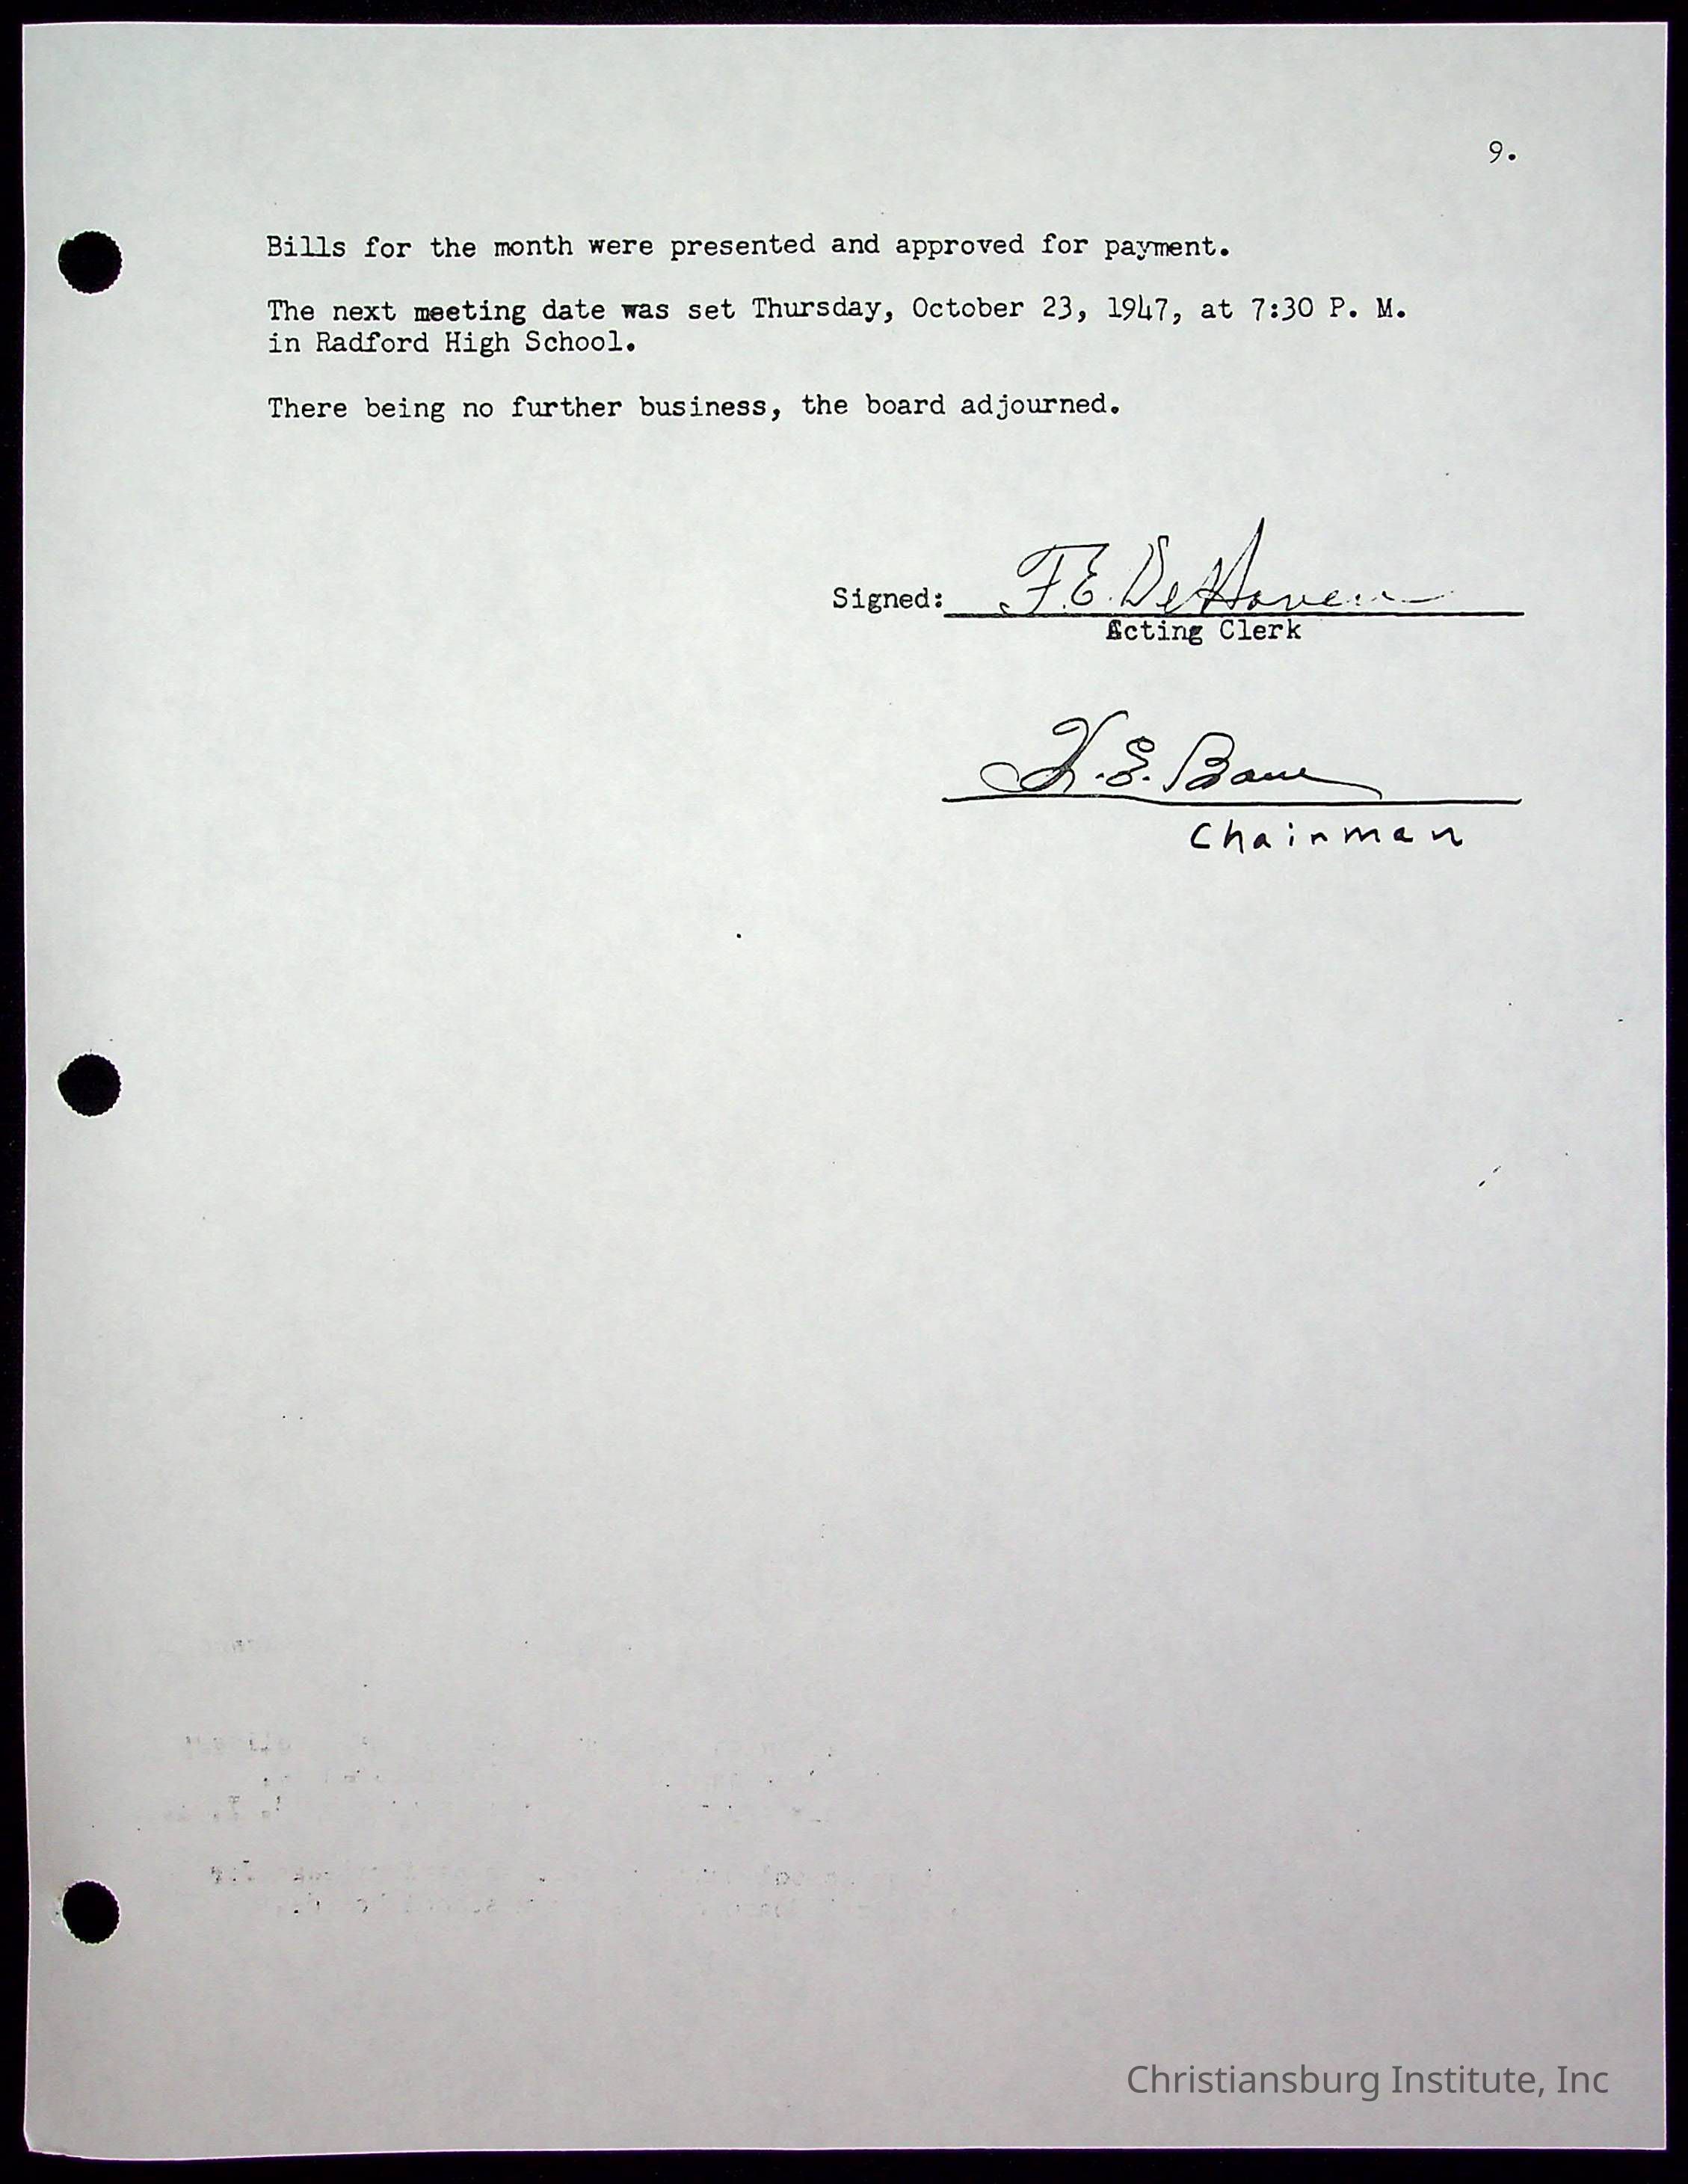 9.
Bills for the month were presented and approved for payment.
The next meeting date was set Thursday, October 23, 1947, at 7:30 P. M.
in Radford High School.
There being no further business, the board adjourned.
Signed: F. E. DeHaven
Acting Clerk
E. Bane
Chairman
Christiansburg Institute, Inc